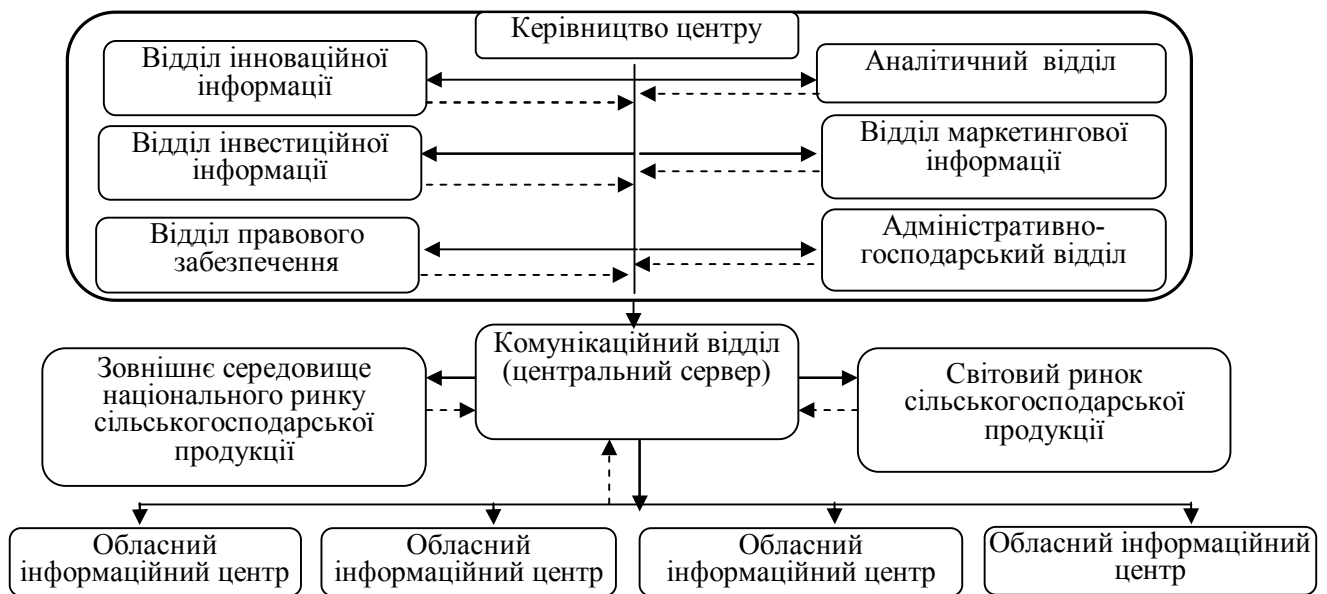 Керівництво центру
Відділ інноваційної
інформації
Аналітичний відділ
Відділ інвестиційної
інформації
Відділ маркетингової
інформації
Відділ правового
забезпечення
Адміністративно-
господарський відділ
Комунікаційний відділ
(центральний сервер)
Зовнішнє середовище
національного ринку
сільськогосподарської
продукції
Світовий ринок
сільськогосподарської
продукції
Обласний
інформаційний центр
Обласний
інформаційний центр
Обласний
інформаційний центр
Обласний інформаційний
центр